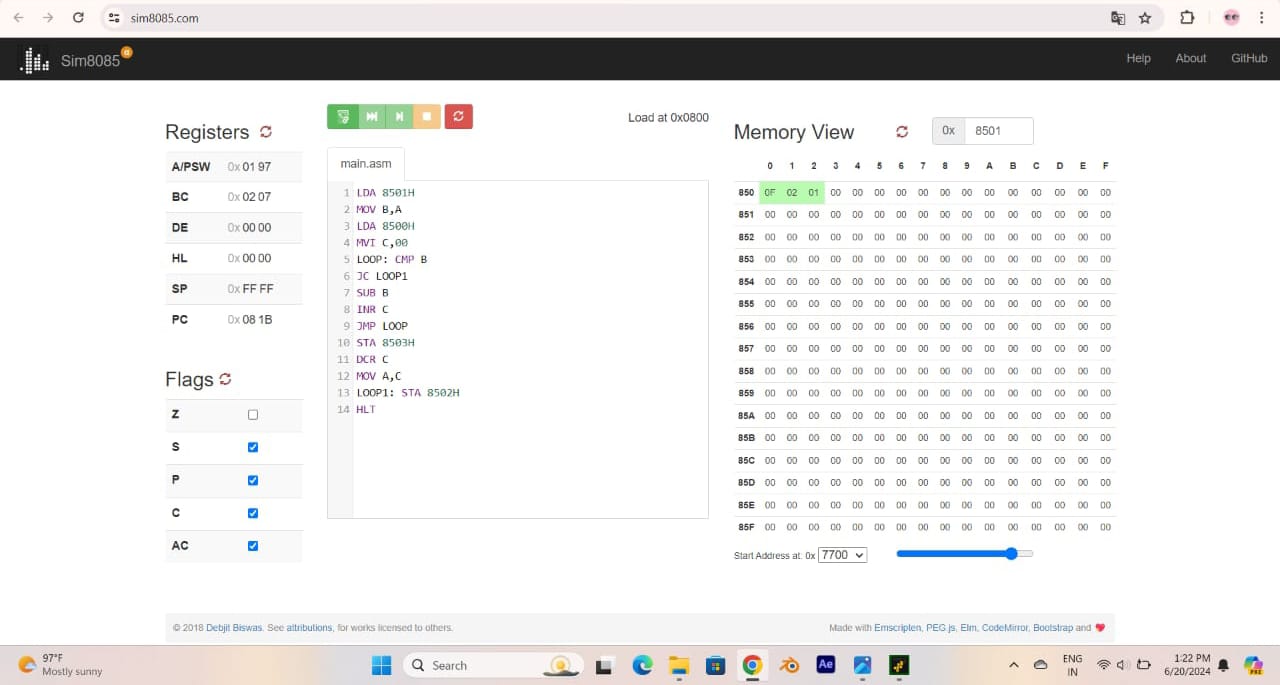 sim8085.com
Sim8085 α
Help About GitHub
Registers
A/PSW 0x 01 97
BC 0x 02 07
DE 0x 00 00
HL 0x 00 00
SP 0x FF FF
PC 0x 08 1B
Flags
Z
S
P
C
AC
Load at 0x0800
main.asm
1 LDA 8501H
2 MOV B,A
3 LDA 8500H
4 MVI C,00
5 LOOP: CMP B
6 JC LOOP1
7 SUB B
8 INR C
9 JMP LOOP
10 STA 8503H
11 DCR C
12 MOV A,C
13 LOOP1: STA 8502H
14 HLT
Memory View 0x 8501
0 1 2 3 4 5 6 7 8 9 A B C D E F
850 0F 02 01 00 00 00 00 00 00 00 00 00 00 00 00 00
851 00 00 00 00 00 00 00 00 00 00 00 00 00 00 00 00
852 00 00 00 00 00 00 00 00 00 00 00 00 00 00 00 00
853 00 00 00 00 00 00 00 00 00 00 00 00 00 00 00 00
854 00 00 00 00 00 00 00 00 00 00 00 00 00 00 00 00
855 00 00 00 00 00 00 00 00 00 00 00 00 00 00 00 00
856 00 00 00 00 00 00 00 00 00 00 00 00 00 00 00 00
857 00 00 00 00 00 00 00 00 00 00 00 00 00 00 00 00
858 00 00 00 00 00 00 00 00 00 00 00 00 00 00 00 00
859 00 00 00 00 00 00 00 00 00 00 00 00 00 00 00 00
85A 00 00 00 00 00 00 00 00 00 00 00 00 00 00 00 00
85B 00 00 00 00 00 00 00 00 00 00 00 00 00 00 00 00
85C 00 00 00 00 00 00 00 00 00 00 00 00 00 00 00 00
85D 00 00 00 00 00 00 00 00 00 00 00 00 00 00 00 00
85E 00 00 00 00 00 00 00 00 00 00 00 00 00 00 00 00
85F 00 00 00 00 00 00 00 00 00 00 00 00 00 00 00 00
Start Address at 0x 7700
© 2018 Debjit Biswas. See attributions, for works licensed to others.
Made with Emscripten, PEG.js, Elm, CodeMirror, Bootstrap and
97°F
Mostly sunny
Search
Ae
ENG
IN
1:22 PM
6/20/2024
PRE